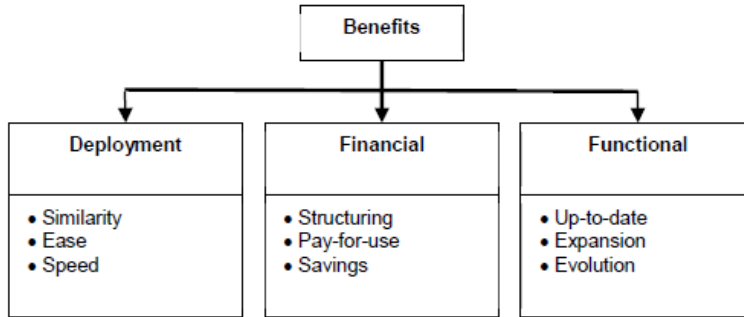 Benefits
Deployment
• Similarity
• Ease
• Speed
Financial
• Structuring
• Pay-for-use
• Savings
Functional
• Up-to-date
• Expansion
• Evolution